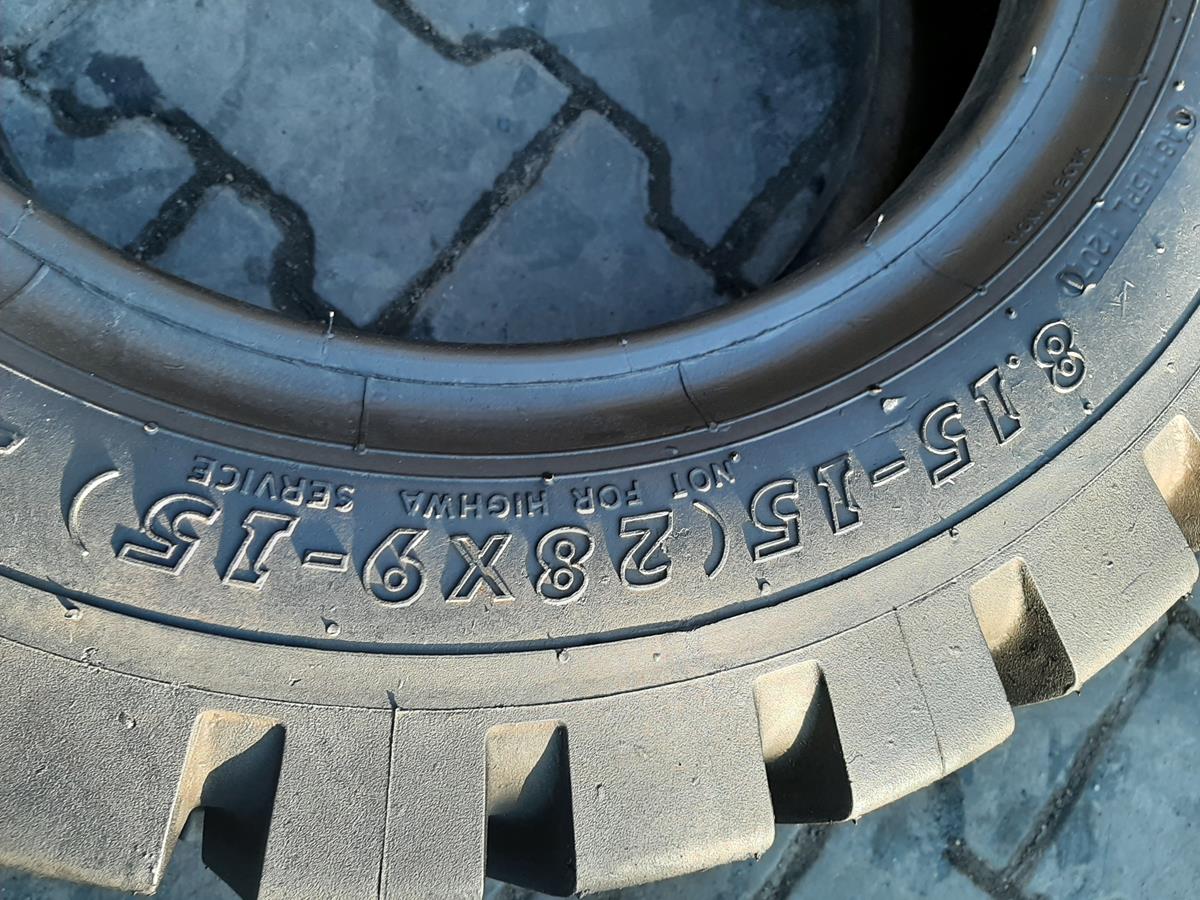 8.15-15(28X9-15)
NOT FOR HIGHWA
SERVICE